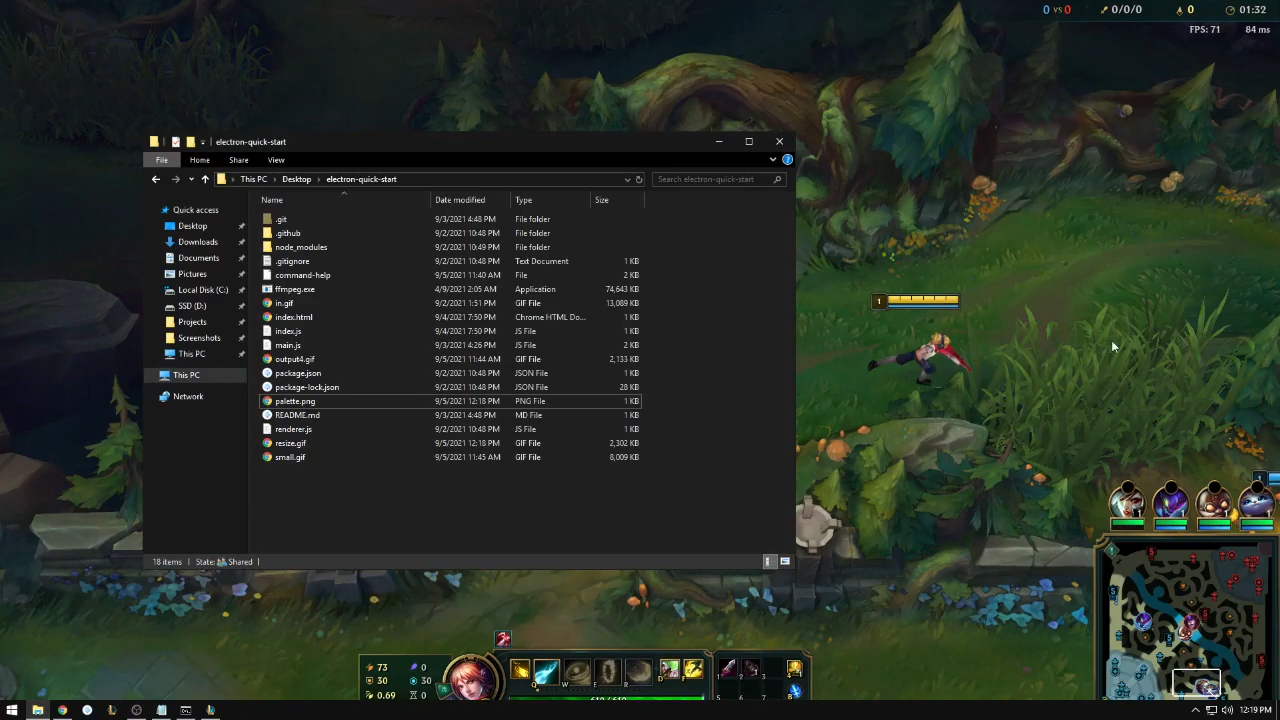 0 vs 0 0/0/0 0 01:32
FPS: 71 84 ms
electron-quick-start
File Home Share View
This PC Desktop electron-quick-start Search electron-quick-start
Name Date modified Type Size
Quick access
Desktop
Downloads
Documents
Pictures
Local Disk (C:)
SSD (D:)
Projects
Screenshots
This PC
This PC
Network
.git 9/3/2021 4:48 PM File folder
.github 9/2/2021 10:48 PM File folder
node_modules 9/2/2021 10:49 PM File folder
.gitignore 9/2/2021 10:48 PM Text Document 1 KB
command-help 9/5/2021 11:40 AM File 2 KB
ffmpeg.exe 4/9/2021 2:05 AM Application 74,643 KB
in.gif 9/2/2021 1:51 PM GIF File 13,089 KB
index.html 9/4/2021 7:50 PM Chrome HTML Do... 1 KB
index.js 9/4/2021 7:50 PM JS File 1 KB
main.js 9/3/2021 4:26 PM JS File 2 KB
output4.gif 9/5/2021 11:44 AM GIF File 2,133 KB
package.json 9/2/2021 10:48 PM JSON File 1 KB
package-lock.json 9/2/2021 10:48 PM JSON File 28 KB
palette.png 9/5/2021 12:18 PM PNG File 1 KB
README.md 9/3/2021 4:48 PM MD File 1 KB
renderer.js 9/2/2021 10:48 PM JS File 1 KB
resize.gif 9/5/2021 12:18 PM GIF File 2,302 KB
small.gif 9/5/2021 11:45 AM GIF File 8,009 KB
18 items State: Shared
1
73 0
30 30
0.69 0
Q W E R D F
1 2 3 4
5 6 7 B
610 / 610
12:19 PM